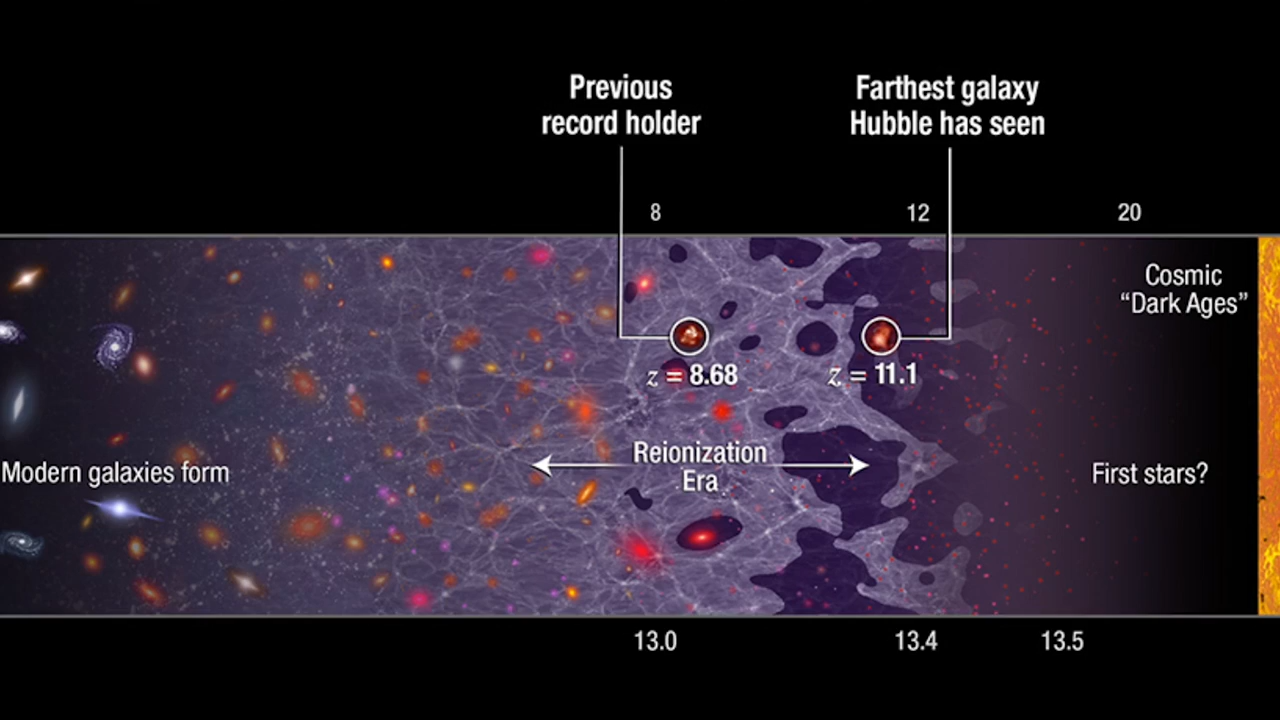 Previous
record holder
Farthest galaxy
Hubble has seen
8
12
20
Cosmic
“Dark Ages”
z = 8.68
z = 11.1
Reionization
Era
Modern galaxies form
First stars?
13.0
13.4
13.5